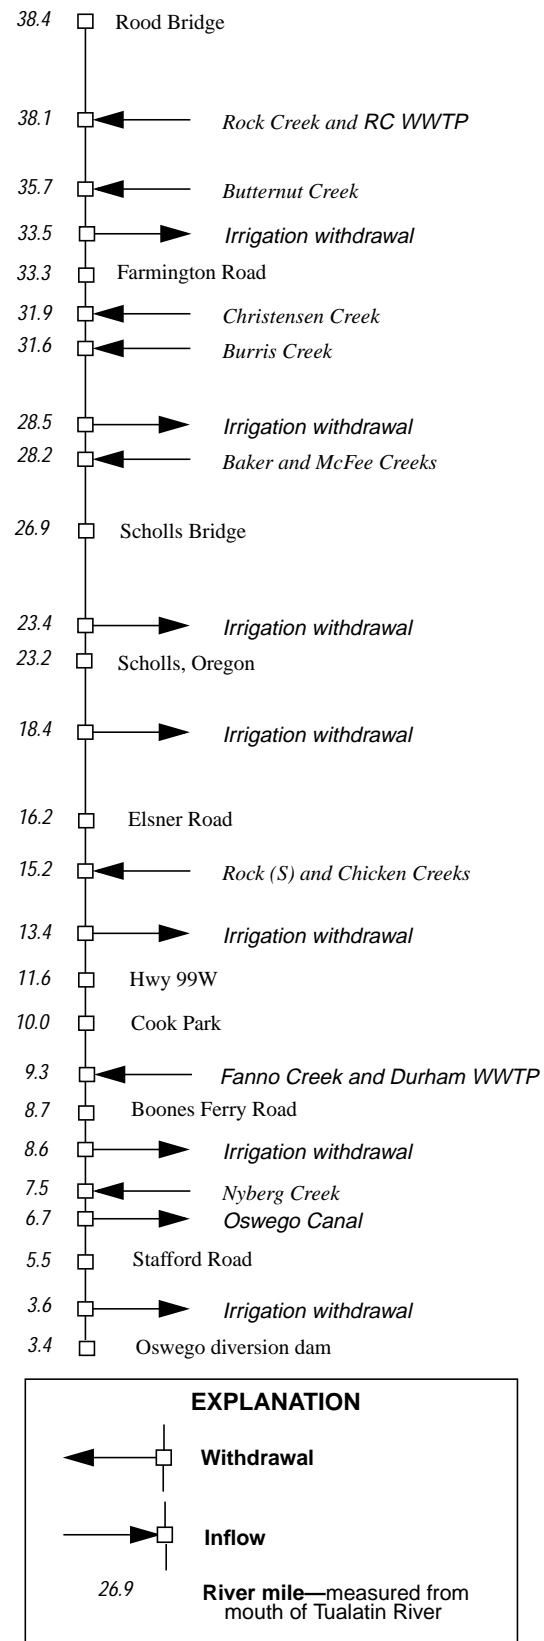 38.4 Rood Bridge
38.1 Rock Creek and RC WWTP
35.7 Butternut Creek
33.5 Irrigation withdrawal
33.3 Farmington Road
31.9 Christensen Creek
31.6 Burris Creek
28.5 Irrigation withdrawal
28.2 Baker and McFee Creeks
26.9 Scholls Bridge
23.4 Irrigation withdrawal
23.2 Scholls, Oregon
18.4 Irrigation withdrawal
16.2 Elsner Road
15.2 Rock (S) and Chicken Creeks
13.4 Irrigation withdrawal
11.6 Hwy 99W
10.0 Cook Park
9.3 Fanno Creek and Durham WWTP
8.7 Boones Ferry Road
8.6 Irrigation withdrawal
7.5 Nyberg Creek
6.7 Oswego Canal
5.5 Stafford Road
3.6 Irrigation withdrawal
3.4 Oswego diversion dam
EXPLANATION
Withdrawal
Inflow
26.9 River mile—measured from
mouth of Tualatin River